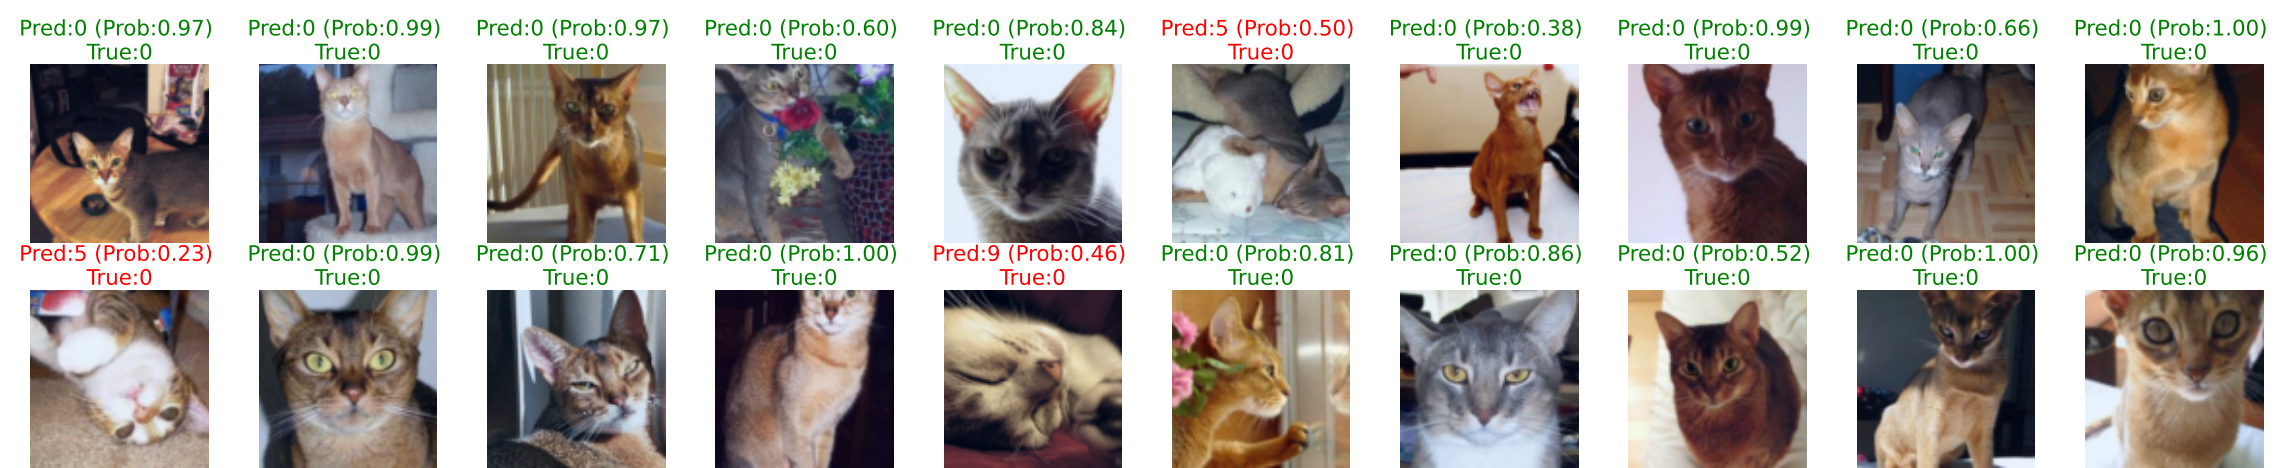 Pred:0 (Prob:0.97) Pred:0 (Prob:0.99) Pred:0 (Prob:0.97) Pred:0 (Prob:0.60) Pred:0 (Prob:0.84) Pred:5 (Prob:0.50) Pred:0 (Prob:0.38) Pred:0 (Prob:0.99) Pred:0 (Prob:0.66) Pred:0 (Prob:1.00)
True:0 True:0 True:0 True:0 True:0 True:0 True:0 True:0 True:0 True:0
Pred:5 (Prob:0.23) Pred:0 (Prob:0.99) Pred:0 (Prob:0.71) Pred:0 (Prob:1.00) Pred:9 (Prob:0.46) Pred:0 (Prob:0.81) Pred:0 (Prob:0.86) Pred:0 (Prob:0.52) Pred:0 (Prob:1.00) Pred:0 (Prob:0.96)
True:0 True:0 True:0 True:0 True:0 True:0 True:0 True:0 True:0 True:0